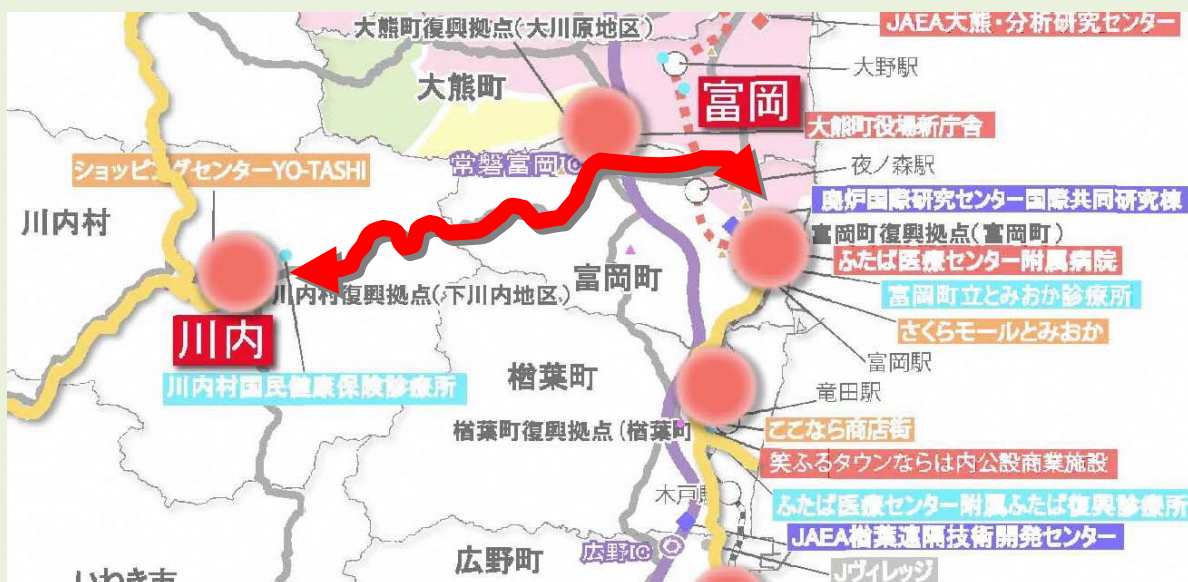 JAEA大熊・分析研究センター
大熊町復興拠点(大川原地区)
大野駅
大熊町
富岡
大熊町役場新庁舎
常磐富岡IC
夜ノ森駅
ショッピングセンターYO-TASHI
廃炉国際研究センター国際共同研究棟
川内村
富岡町復興拠点(富岡町)
ふたば医療センター附属病院
富岡町
川内村復興拠点(下川内地区)
富岡町立とみおか診療所
さくらモールとみおか
川内
富岡駅
楢葉町
川内村国民健康保険診療所
竜田駅
楢葉町復興拠点(楢葉町
ここなら商店街
笑ふるタウンならは内公設商業施設
木戸駅
ふたば医療センター附属ふたば復興診療所
JAEA楢葉遠隔技術開発センター
広野町
広野IC
Jヴィレッジ
いわき市